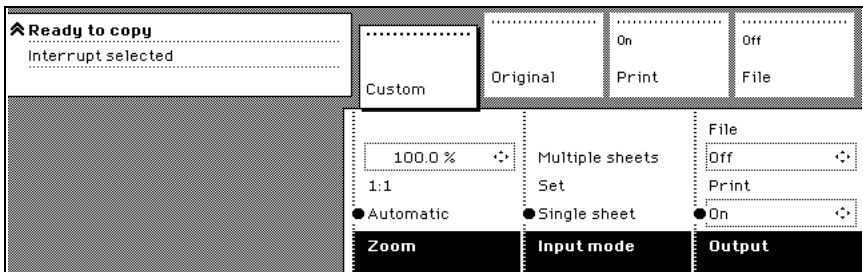 Ready to copy
Interrupt selected
Custom
Original
On
Print
Off
File
100.0 %
1:1
Automatic
Zoom
Multiple sheets
Set
Single sheet
Input mode
File
Off
Print
On
Output